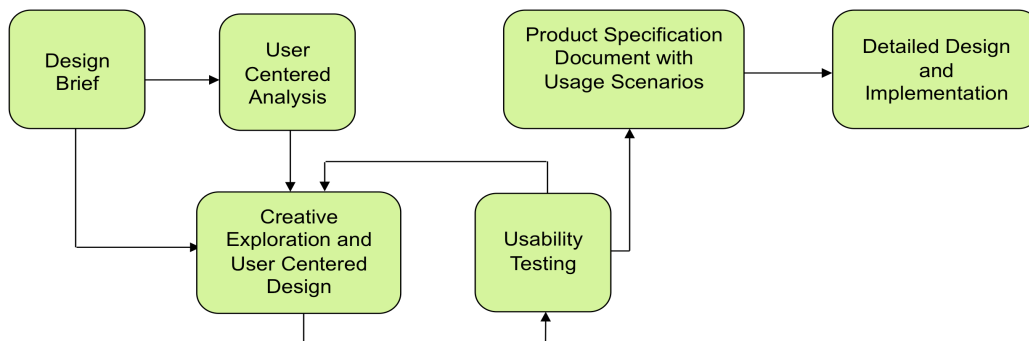 Design
Brief
User
Centered
Analysis
Product Specification
Document with
Usage Scenarios
Detailed Design
and
Implementation
Creative
Exploration and
User Centered
Design
Usability
Testing